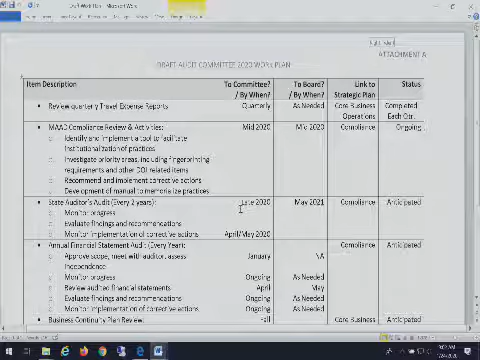 Draft Work Plan - Microsoft Word
ATTACHMENT A
DRAFT AUDIT COMMITTEE 2020 WORK PLAN
Item Description To Committee? / By When? To Board? / By When? Link to Strategic Plan Status
• Review quarterly Travel Expense Reports Quarterly As Needed Core Business Operations Completed Each Qtr.
• MAAD Compliance Review & Activities: Mid 2020 Mid 2020 Compliance Ongoing
o Identify and implement a tool to facilitate
institutionalization of practices
o Investigate priority areas, including fingerprinting
requirements and other DOI related items
o Recommend and implement corrective actions
o Development of manual to memorialize practices
• State Auditor's Audit (Every 2 years): Late 2020 May 2021 Compliance Anticipated
o Monitor progress
o Evaluate findings and recommendations
o Monitor implementation of corrective actions April/May 2020
• Annual Financial Statement Audit (Every Year): Compliance Anticipated
o Approve scope, meet with auditor, assess January NA
independence
o Monitor progress Ongoing As Needed
o Review audited financial statements April May
o Evaluate findings and recommendations Ongoing As Needed
o Monitor implementation of corrective actions Ongoing As Needed
• Business Continuity Plan Review: Fall Core Business Anticipated